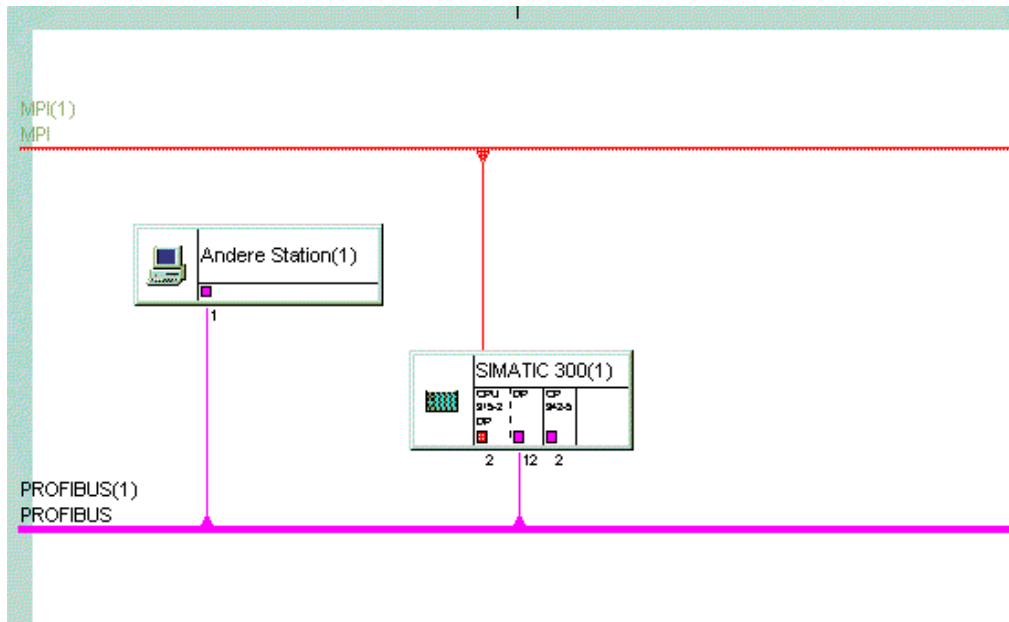 MPI(1)
MPI
Andere Station(1)
1
SIMATIC 300(1)
CPU
315-2
DP
DP
CP
342-5
2
12
2
PROFIBUS(1)
PROFIBUS